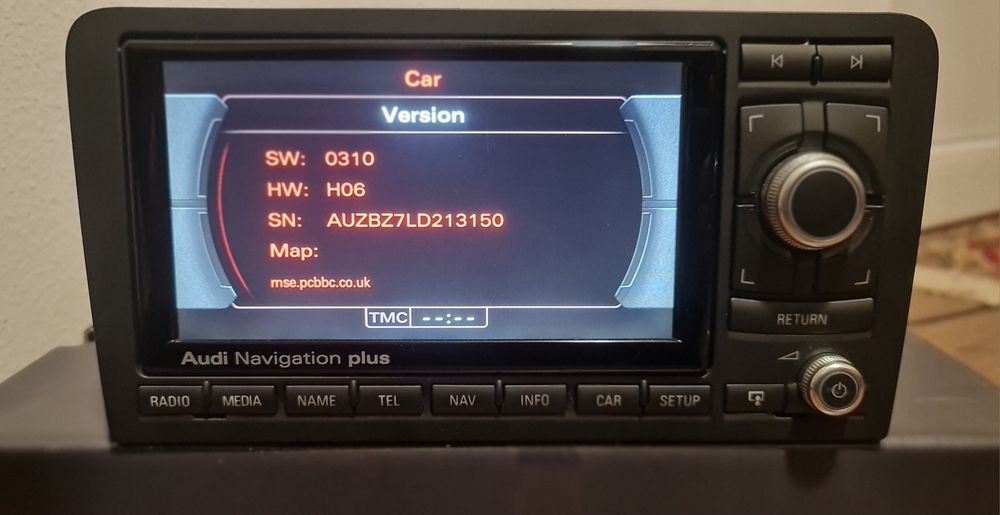 Car
Version
SW: 0310
HW: H06
SN: AUZBZ7LD213150
Map:
mse.pcbbc.co.uk
TMC --:--
Audi Navigation plus
RETURN
RADIO MEDIA NAME TEL NAV INFO CAR SETUP